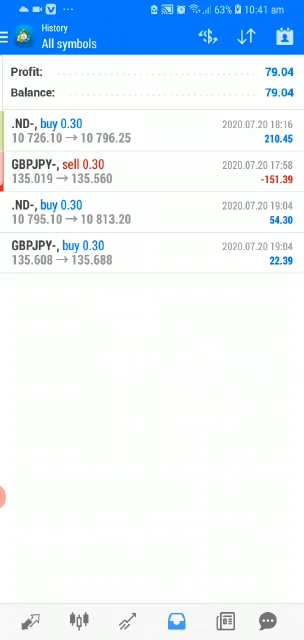 63% 10:41 am
History
All symbols
Profit: 79.04
Balance: 79.04
.ND-, buy 0.30 2020.07.20 18:16
10 726.10 → 10 796.25 210.45
GBPJPY-, sell 0.30 2020.07.20 17:58
135.019 → 135.560 -151.39
.ND-, buy 0.30 2020.07.20 19:04
10 795.10 → 10 813.20 54.30
GBPJPY-, buy 0.30 2020.07.20 19:04
135.608 → 135.688 22.39